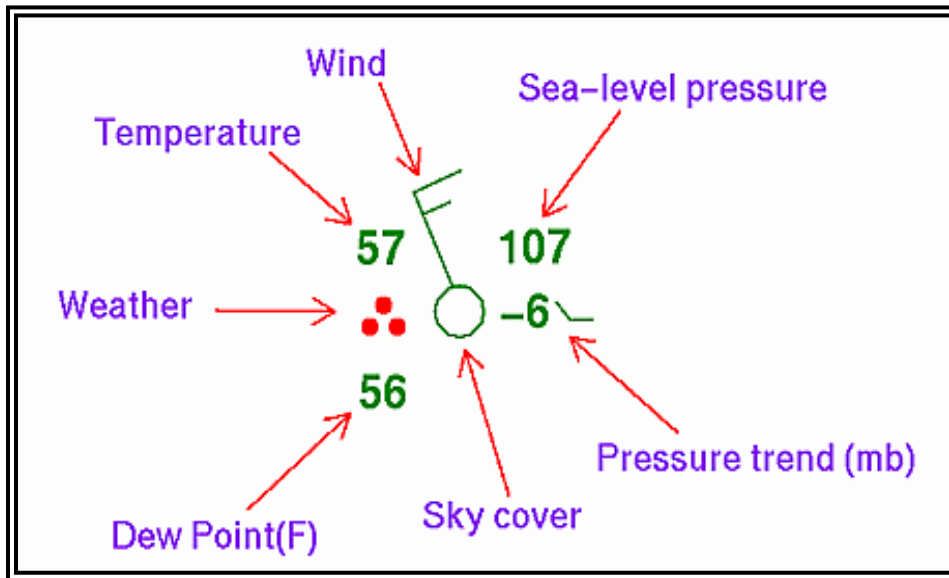 Wind
Sea-level pressure
Temperature
57
107
Weather
-6
56
Pressure trend (mb)
Sky cover
Dew Point(F)